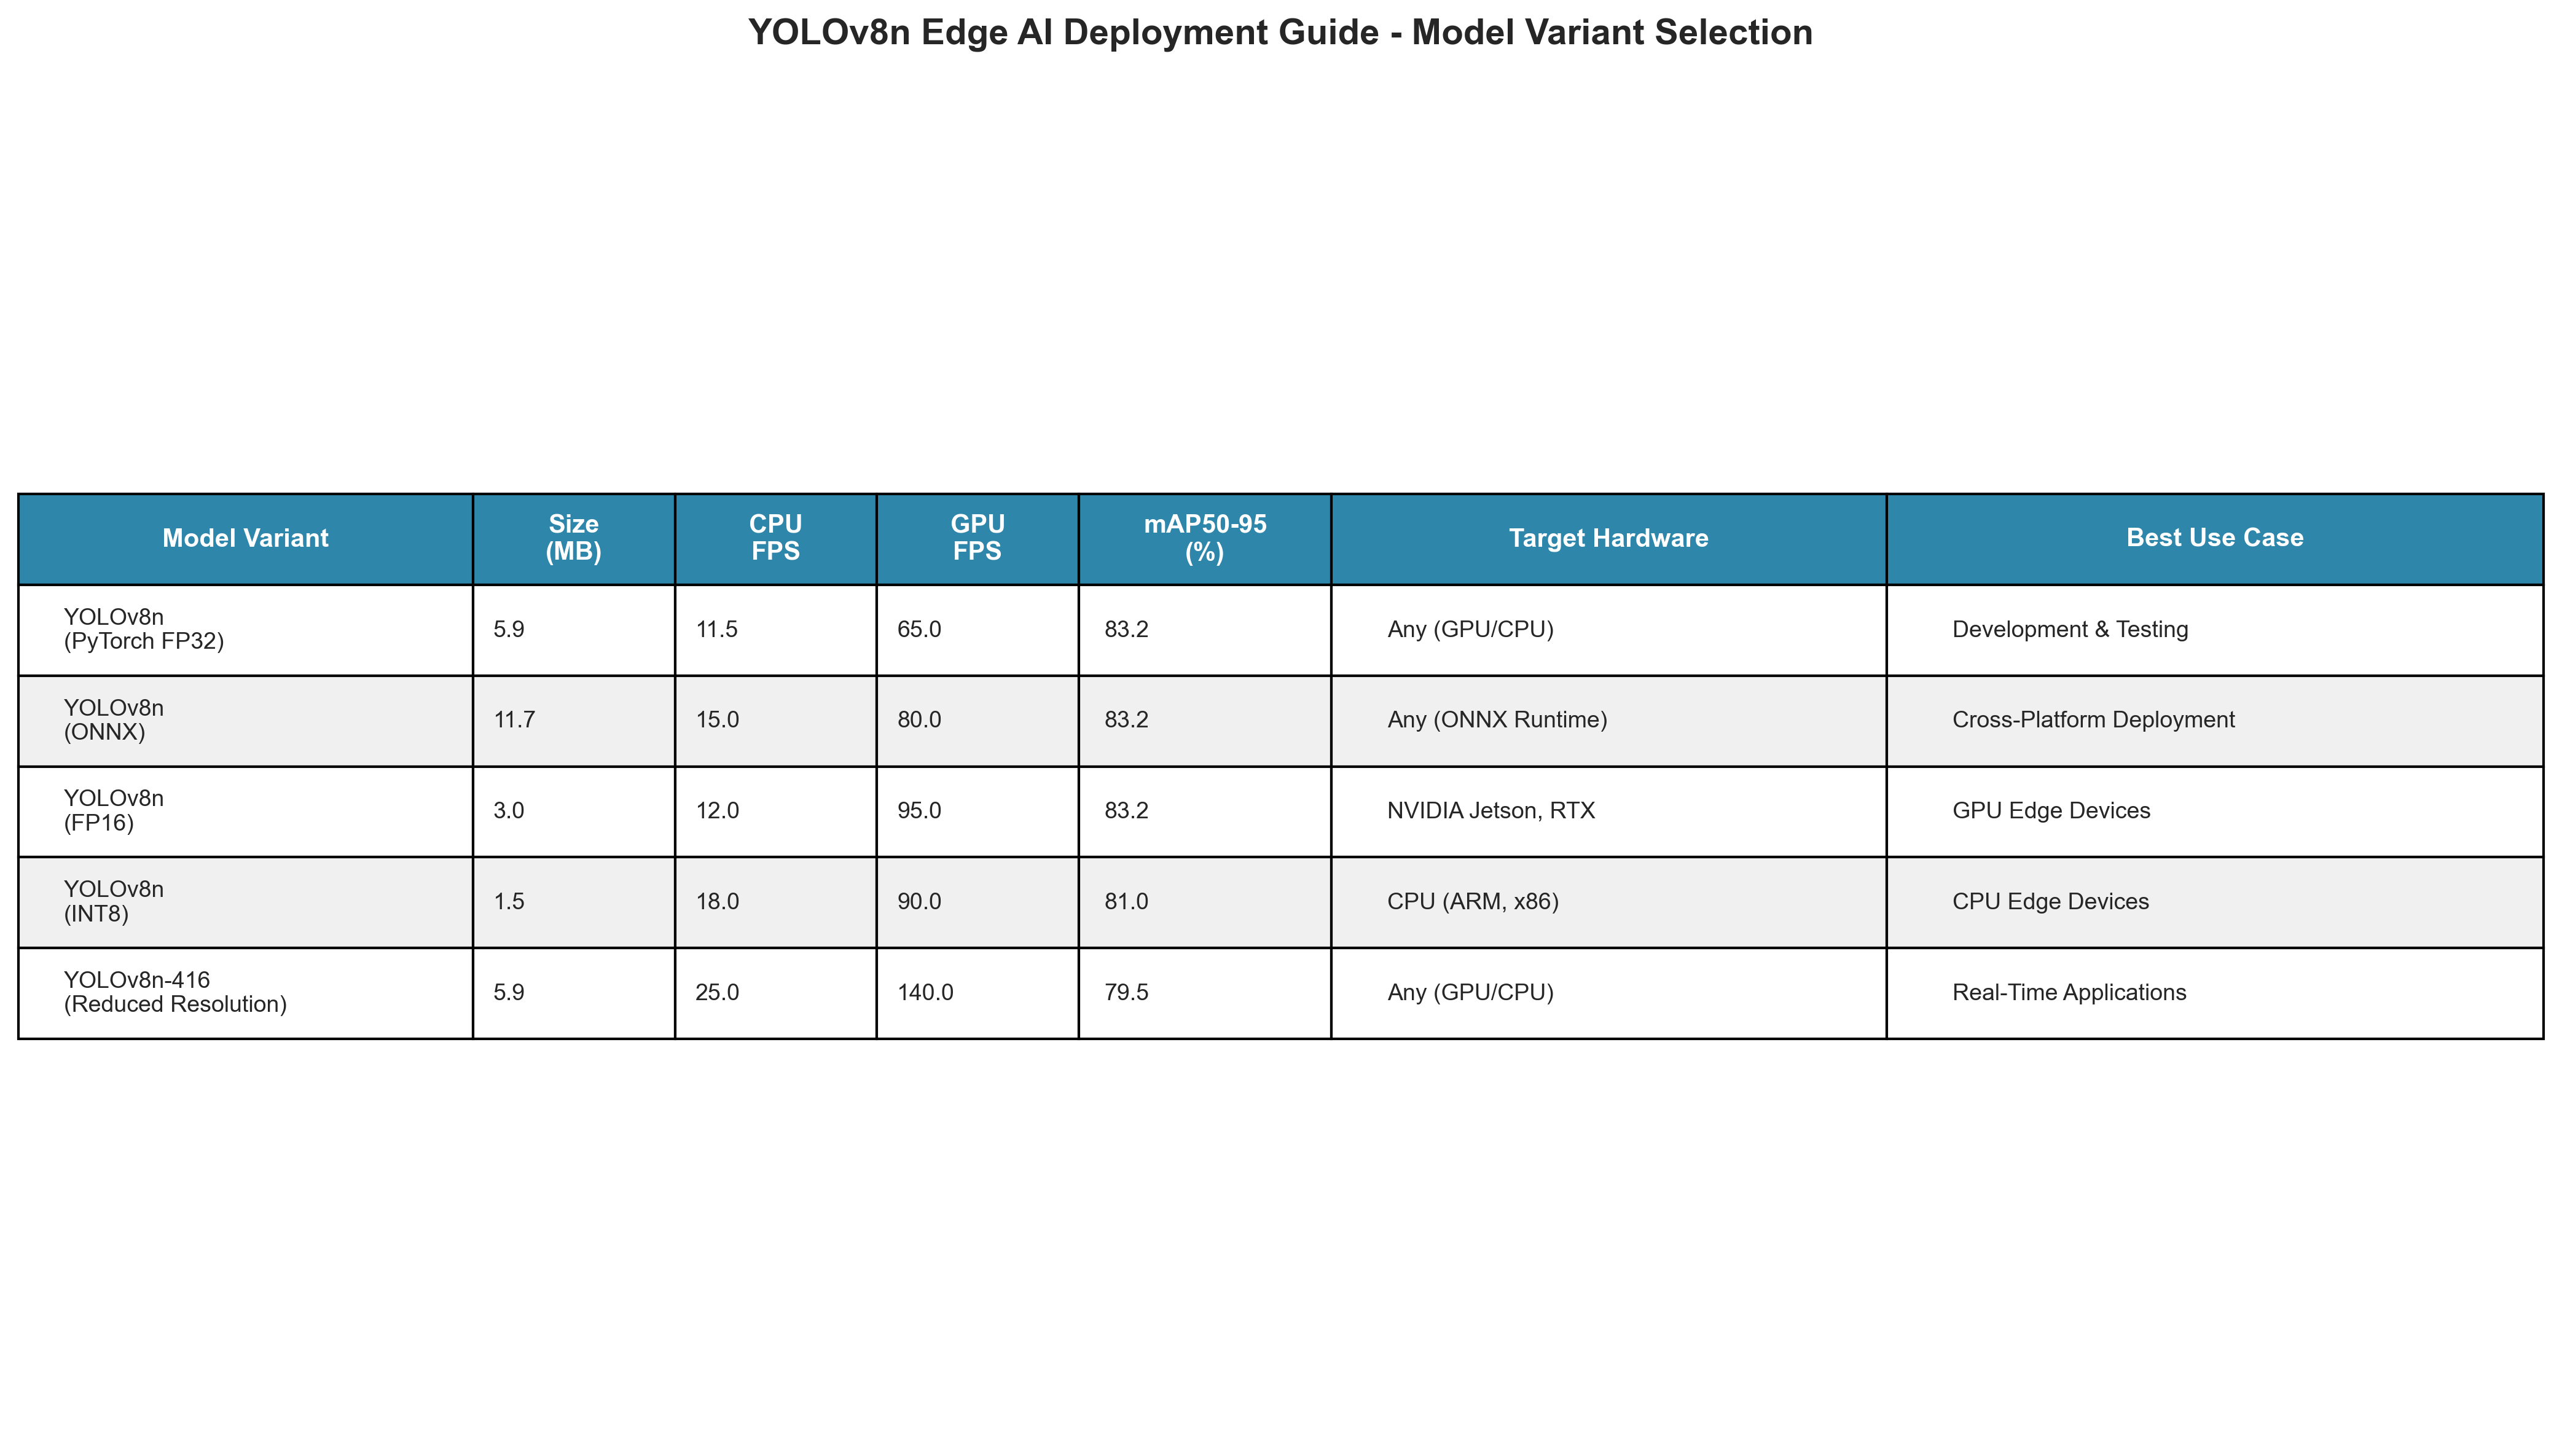 YOLOv8n Edge AI Deployment Guide - Model Variant Selection
Model Variant
Size
(MB)
CPU
FPS
GPU
FPS
mAP50-95
(%)
Target Hardware
Best Use Case
YOLOv8n
(PyTorch FP32)
5.9
11.5
65.0
83.2
Any (GPU/CPU)
Development & Testing
YOLOv8n
(ONNX)
11.7
15.0
80.0
83.2
Any (ONNX Runtime)
Cross-Platform Deployment
YOLOv8n
(FP16)
3.0
12.0
95.0
83.2
NVIDIA Jetson, RTX
GPU Edge Devices
YOLOv8n
(INT8)
1.5
18.0
90.0
81.0
CPU (ARM, x86)
CPU Edge Devices
YOLOv8n-416
(Reduced Resolution)
5.9
25.0
140.0
79.5
Any (GPU/CPU)
Real-Time Applications